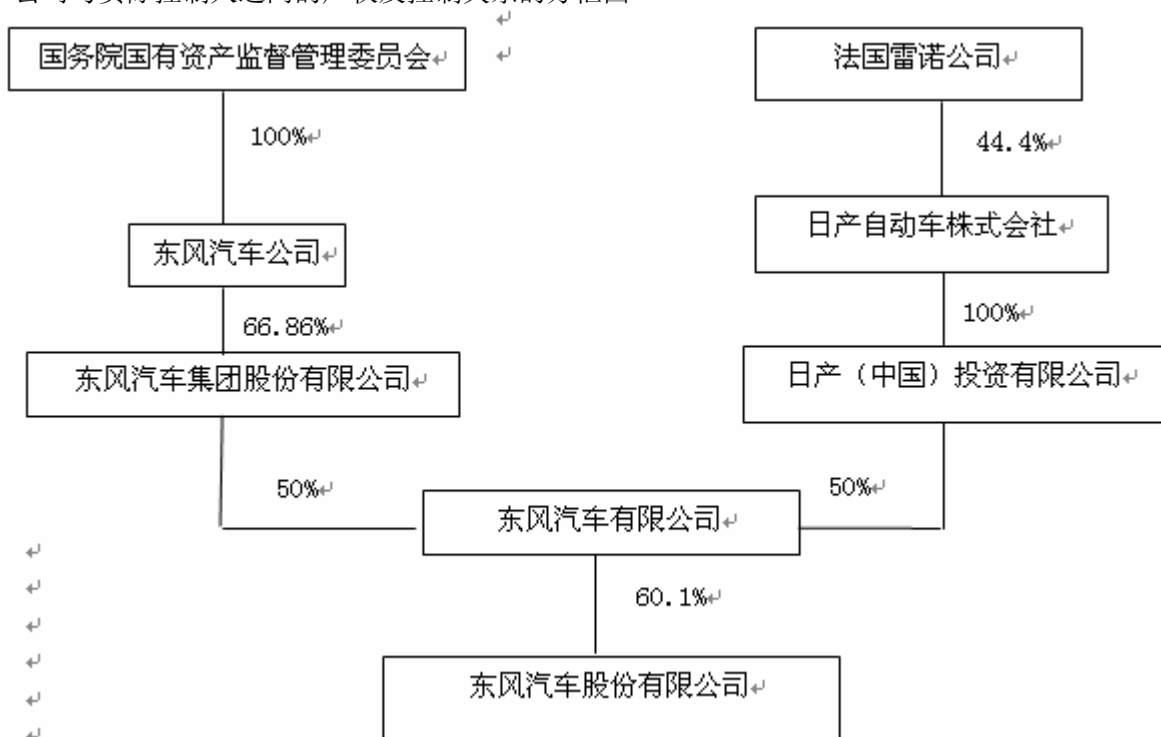 国务院国有资产监督管理委员会
法国雷诺公司
100%
44.4%
东风汽车公司
日产自动车株式会社
66.86%
100%
东风汽车集团股份有限公司
日产（中国）投资有限公司
50%
50%
东风汽车有限公司
60.1%
东风汽车股份有限公司